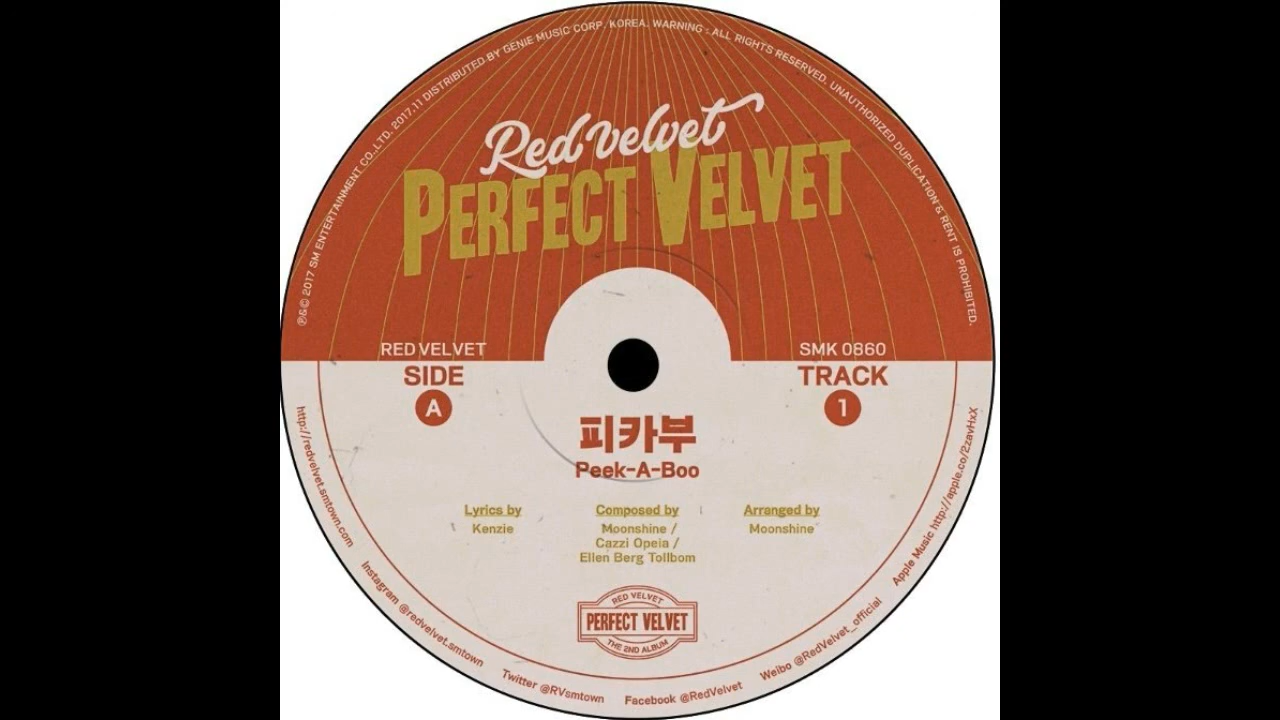 ℗&© 2017 SM ENTERTAINMENT CO.,LTD. 2017.11 DISTRIBUTED BY GENIE MUSIC CORP. KOREA. WARNING : ALL RIGHTS RESERVED. UNAUTHORIZED DUPLICATION & RENT IS PROHIBITED.
Red Velvet
PERFECT VELVET
RED VELVET
SIDE
A
SMK 0860
TRACK
1
피카부
Peek-A-Boo
Lyrics by
Kenzie
Composed by
Moonshine /
Cazzi Opeia /
Ellen Berg Tollbom
Arranged by
Moonshine
RED VELVET
PERFECT VELVET
THE 2ND ALBUM
http://redvelvet.smtown.com
Instagram @redvelvet.smtown
Twitter @RVsmtown
Facebook @RedVelvet
Weibo @RedVelvet_official
Apple Music http://apple.co/2zavHxX